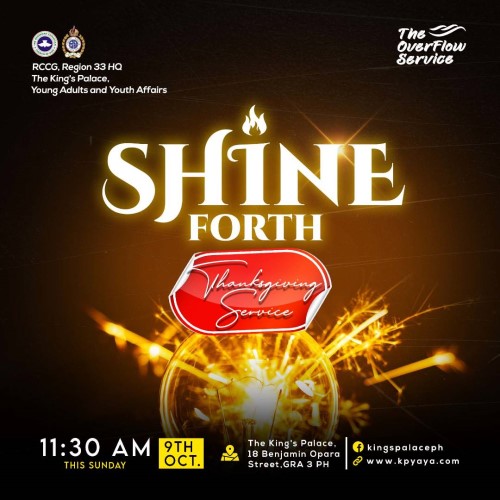 RCCG, Region 33 HQ
The King's Palace,
Young Adults and Youth Affairs
The
OverFlow
Service
SHINE
FORTH
Thanksgiving
Service
11:30 AM
THIS SUNDAY
9TH
OCT.
The King's Palace,
18 Benjamin Opara
Street,GRA 3 PH
kingspalaceph
www.kpyaya.com